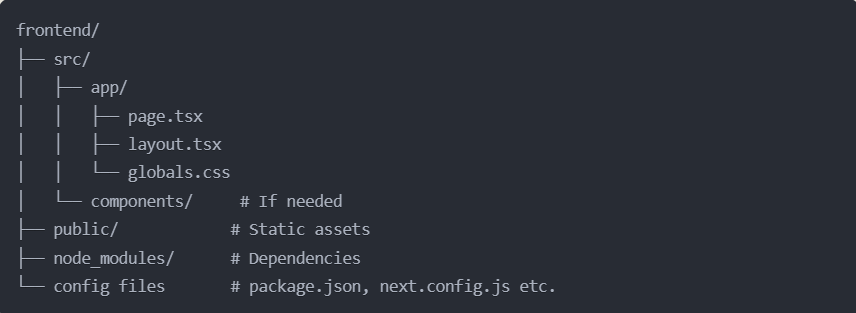 frontend/
├── src/
│   ├── app/
│   │   ├── page.tsx
│   │   ├── layout.tsx
│   │   └── globals.css
│   └── components/     # If needed
├── public/            # Static assets
├── node_modules/      # Dependencies
└── config files       # package.json, next.config.js etc.